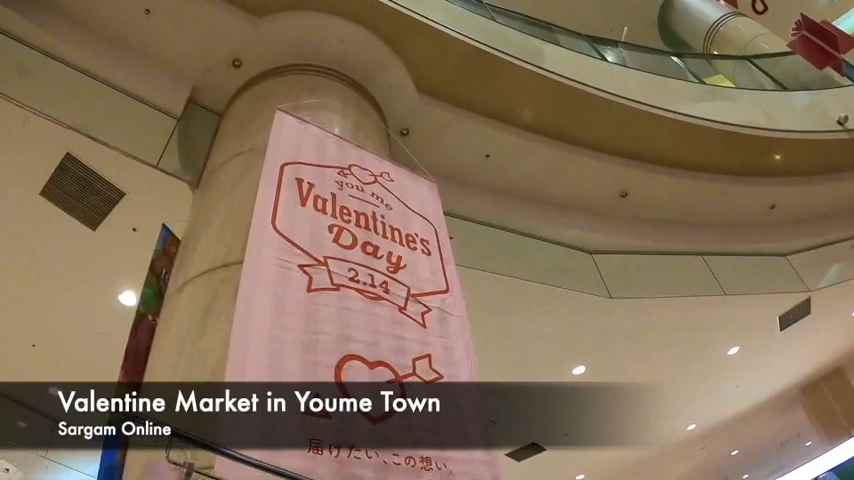 you me
Valentine's
Day
2.14
Valentine Market in Youme Town
Sargam Online
届けたい、この想い。